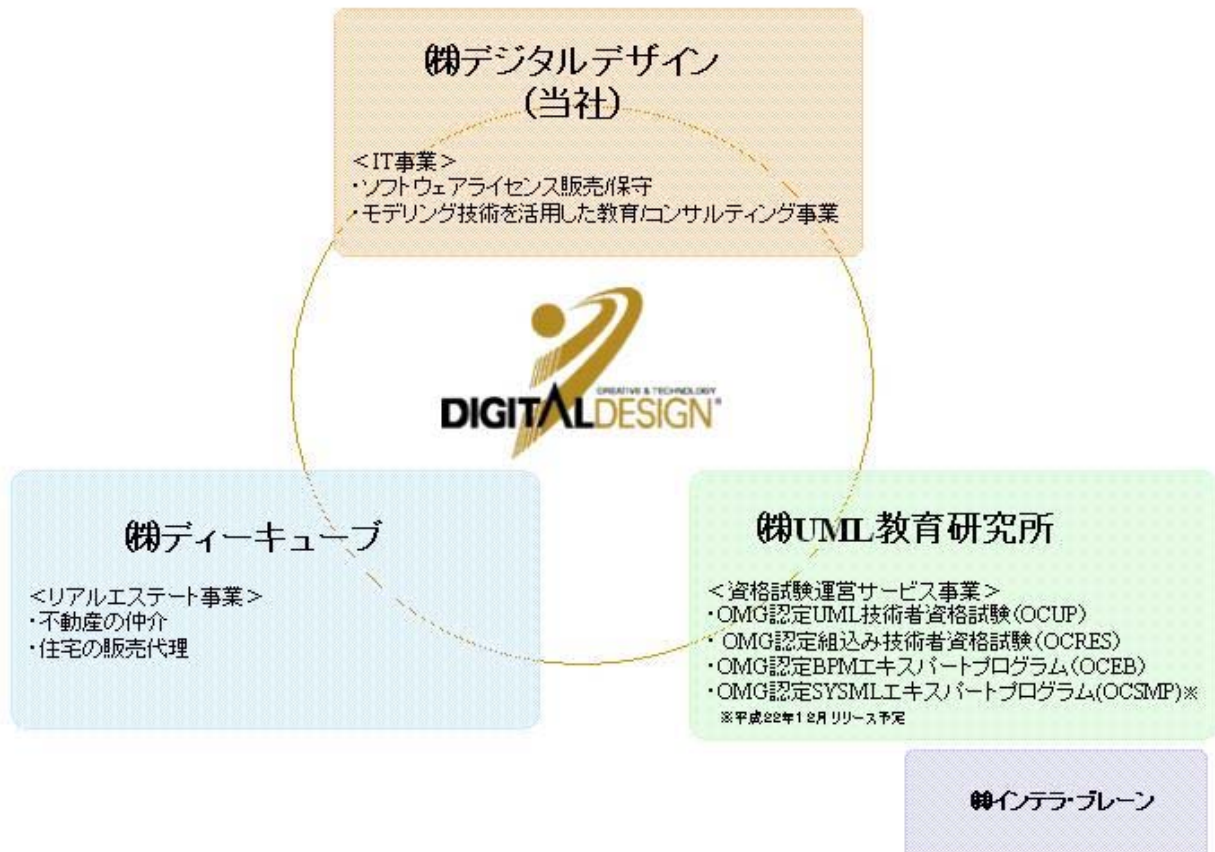 ㈱デジタルデザイン
(当社)
<IT事業>
・ソフトウェアライセンス販売/保守
・モデリング技術を活用した教育/コンサルティング事業
CREATIVE & TECHNOLOGY
DIGITALDESIGN®
㈱ディーキューブ
<リアルエステート事業>
・不動産の仲介
・住宅の販売代理
㈱UML教育研究所
<資格試験運営サービス事業>
・OMG認定UML技術者資格試験(OCUP)
・OMG認定組込み技術者資格試験(OCRES)
・OMG認定BPMエキスパートプログラム(OCEB)
・OMG認定SYSMLエキスパートプログラム(OCSMP)※
※平成22年12月リリース予定
㈱インテラ・ブレーン